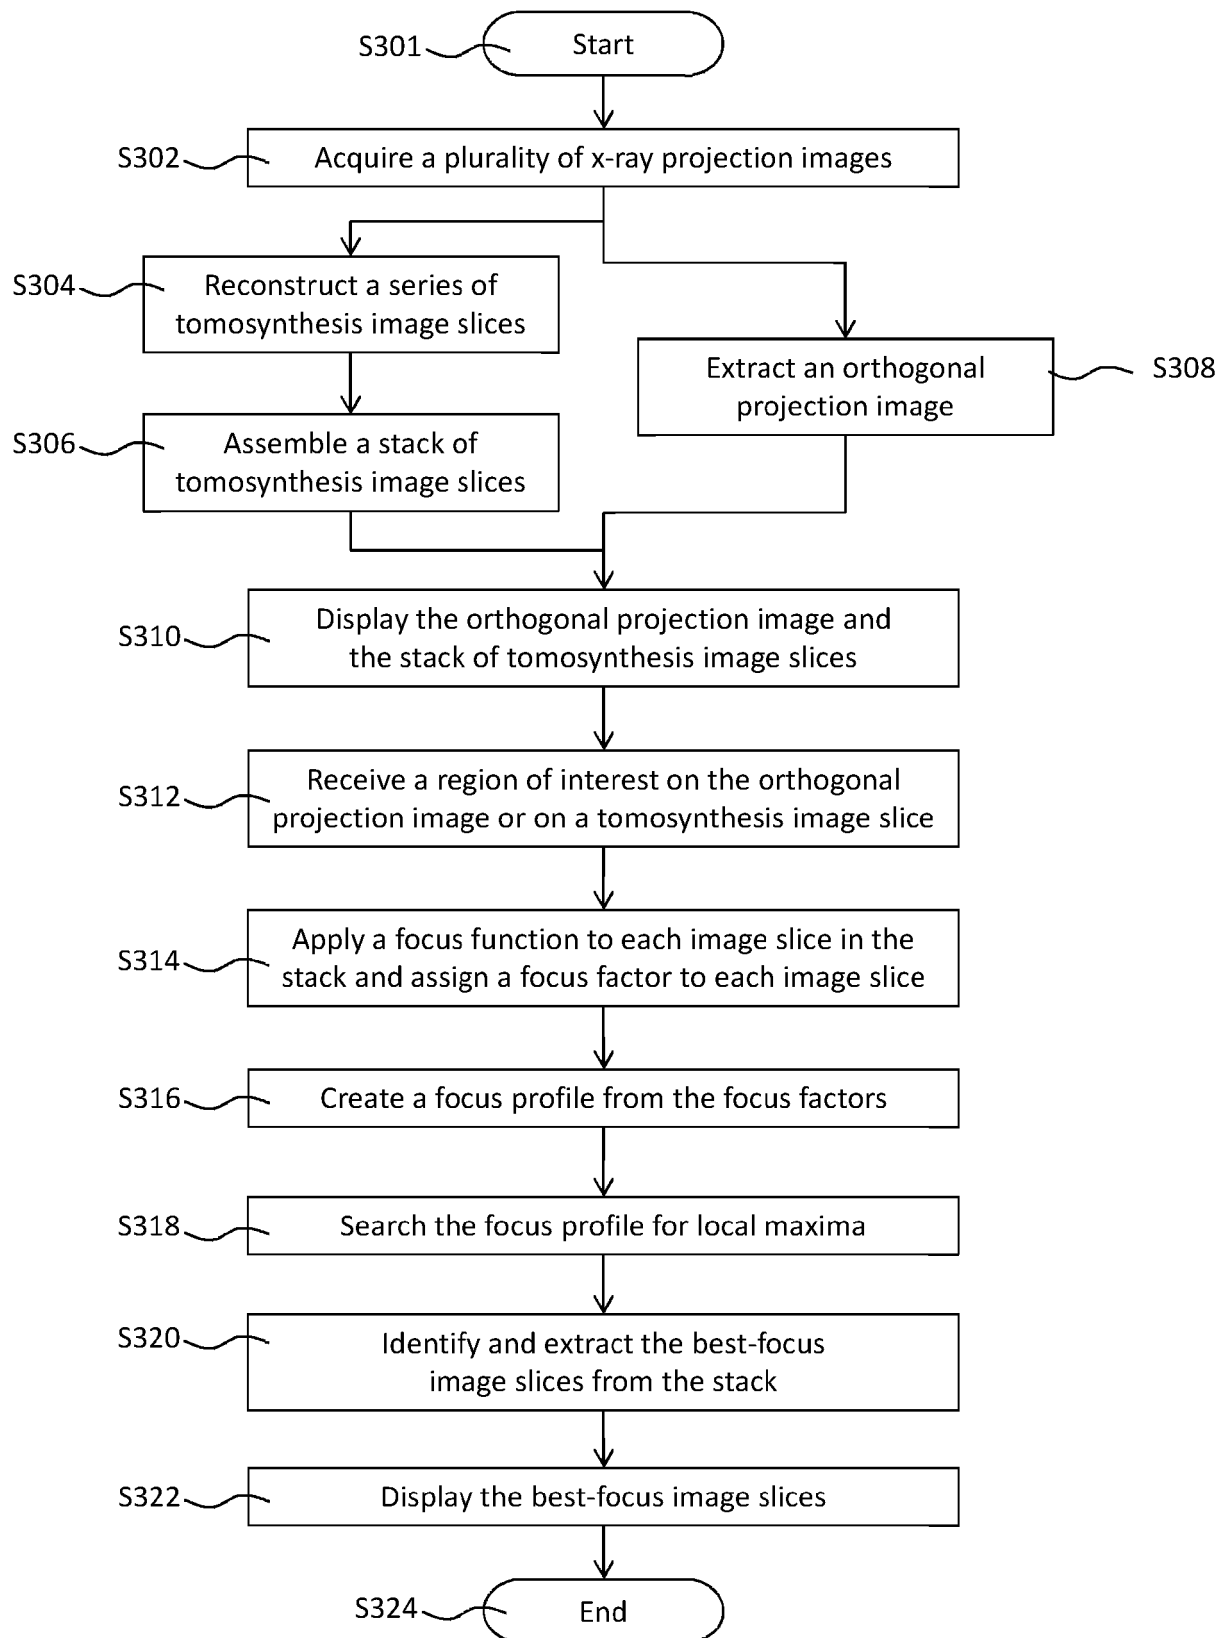 S301
Start
S302
Acquire a plurality of x-ray projection images
S304
Reconstruct a series of
tomosynthesis image slices
S308
Extract an orthogonal
projection image
S306
Assemble a stack of
tomosynthesis image slices
S310
Display the orthogonal projection image and
the stack of tomosynthesis image slices
S312
Receive a region of interest on the orthogonal
projection image or on a tomosynthesis image slice
S314
Apply a focus function to each image slice in the
stack and assign a focus factor to each image slice
S316
Create a focus profile from the focus factors
S318
Search the focus profile for local maxima
S320
Identify and extract the best-focus
image slices from the stack
S322
Display the best-focus image slices
S324
End